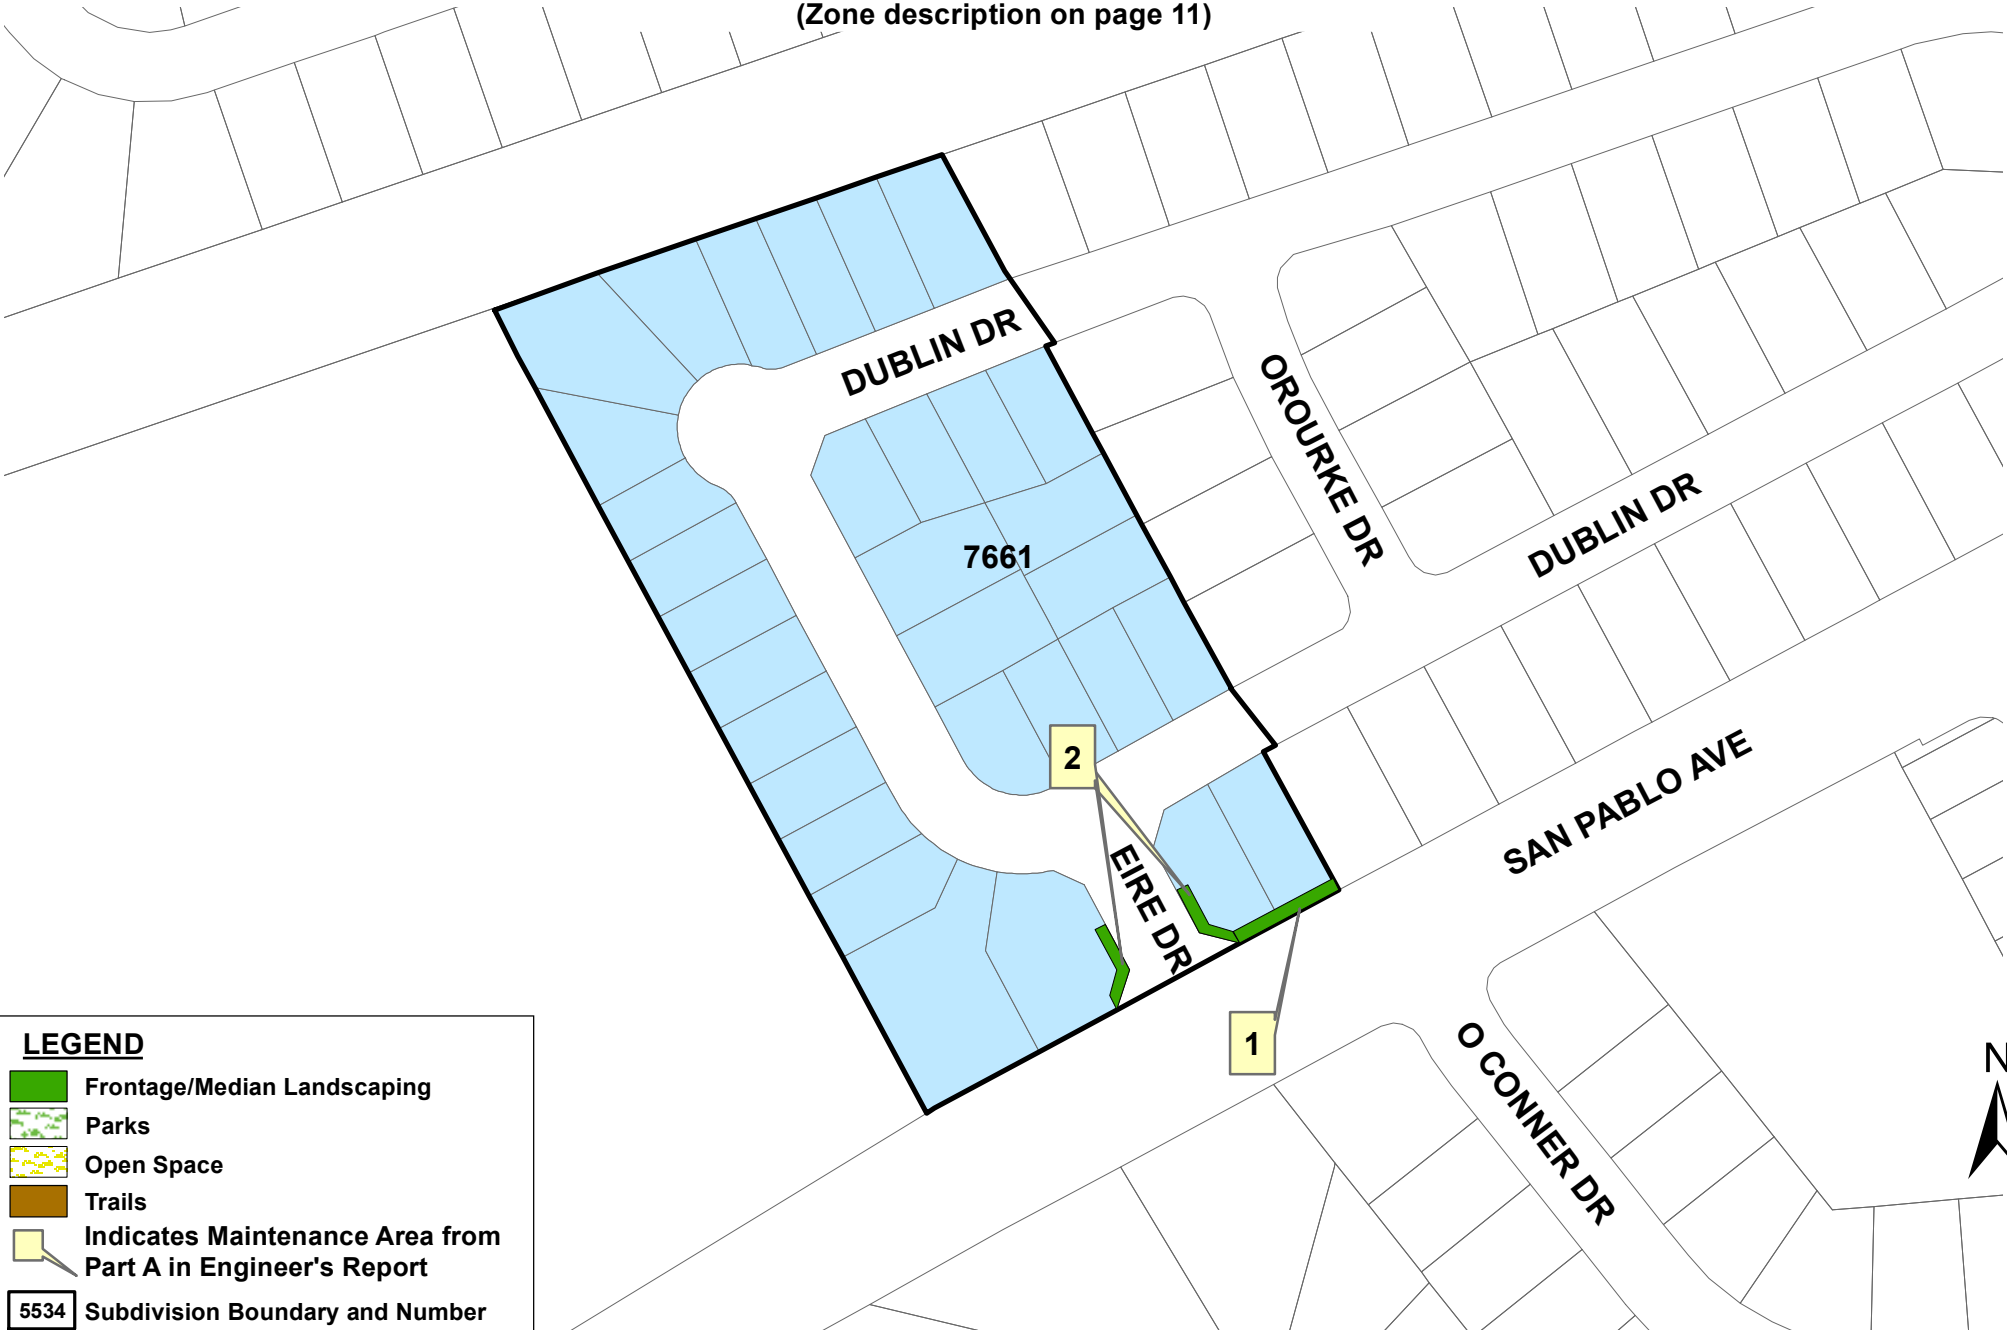 (Zone description on page 11)
DUBLIN DR
OROURKE DR
DUBLIN DR
7661
SAN PABLO AVE
2
EIRE DR
1
O CONNER DR
N
LEGEND
Frontage/Median Landscaping
Parks
Open Space
Trails
Indicates Maintenance Area from
Part A in Engineer's Report
5534 Subdivision Boundary and Number